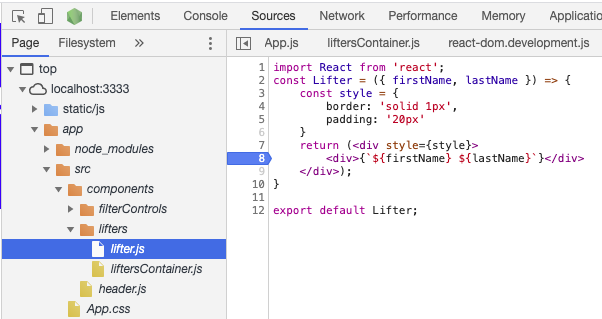 Elements Console Sources Network Performance Memory Applicatio
Page Filesystem » App.js liftersContainer.js react-dom.development.js
top
localhost:3333
static/js
app
node_modules
src
components
filterControls
lifters
lifter.js
liftersContainer.js
header.js
App.css
1 import React from 'react';
2 const Lifter = ({ firstName, lastName }) => {
3 const style = {
4 border: 'solid 1px',
5 padding: '20px'
6 }
7 return (<div style={style}>
8 <div>{`${firstName} ${lastName}`}</div>
9 </div>);
10 }
11
12 export default Lifter;